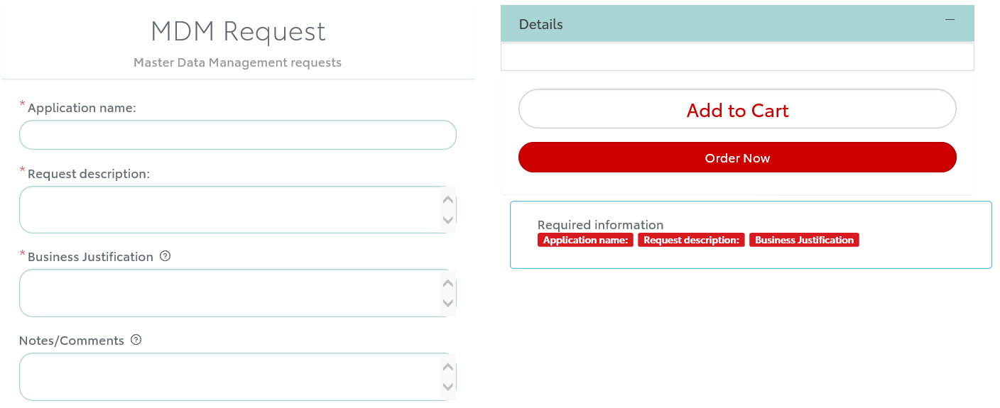 MDM Request
Master Data Management requests
* Application name:
* Request description:
* Business Justification ?
Notes/Comments ?
Details
Add to Cart
Order Now
Required information
Application name: Request description: Business Justification